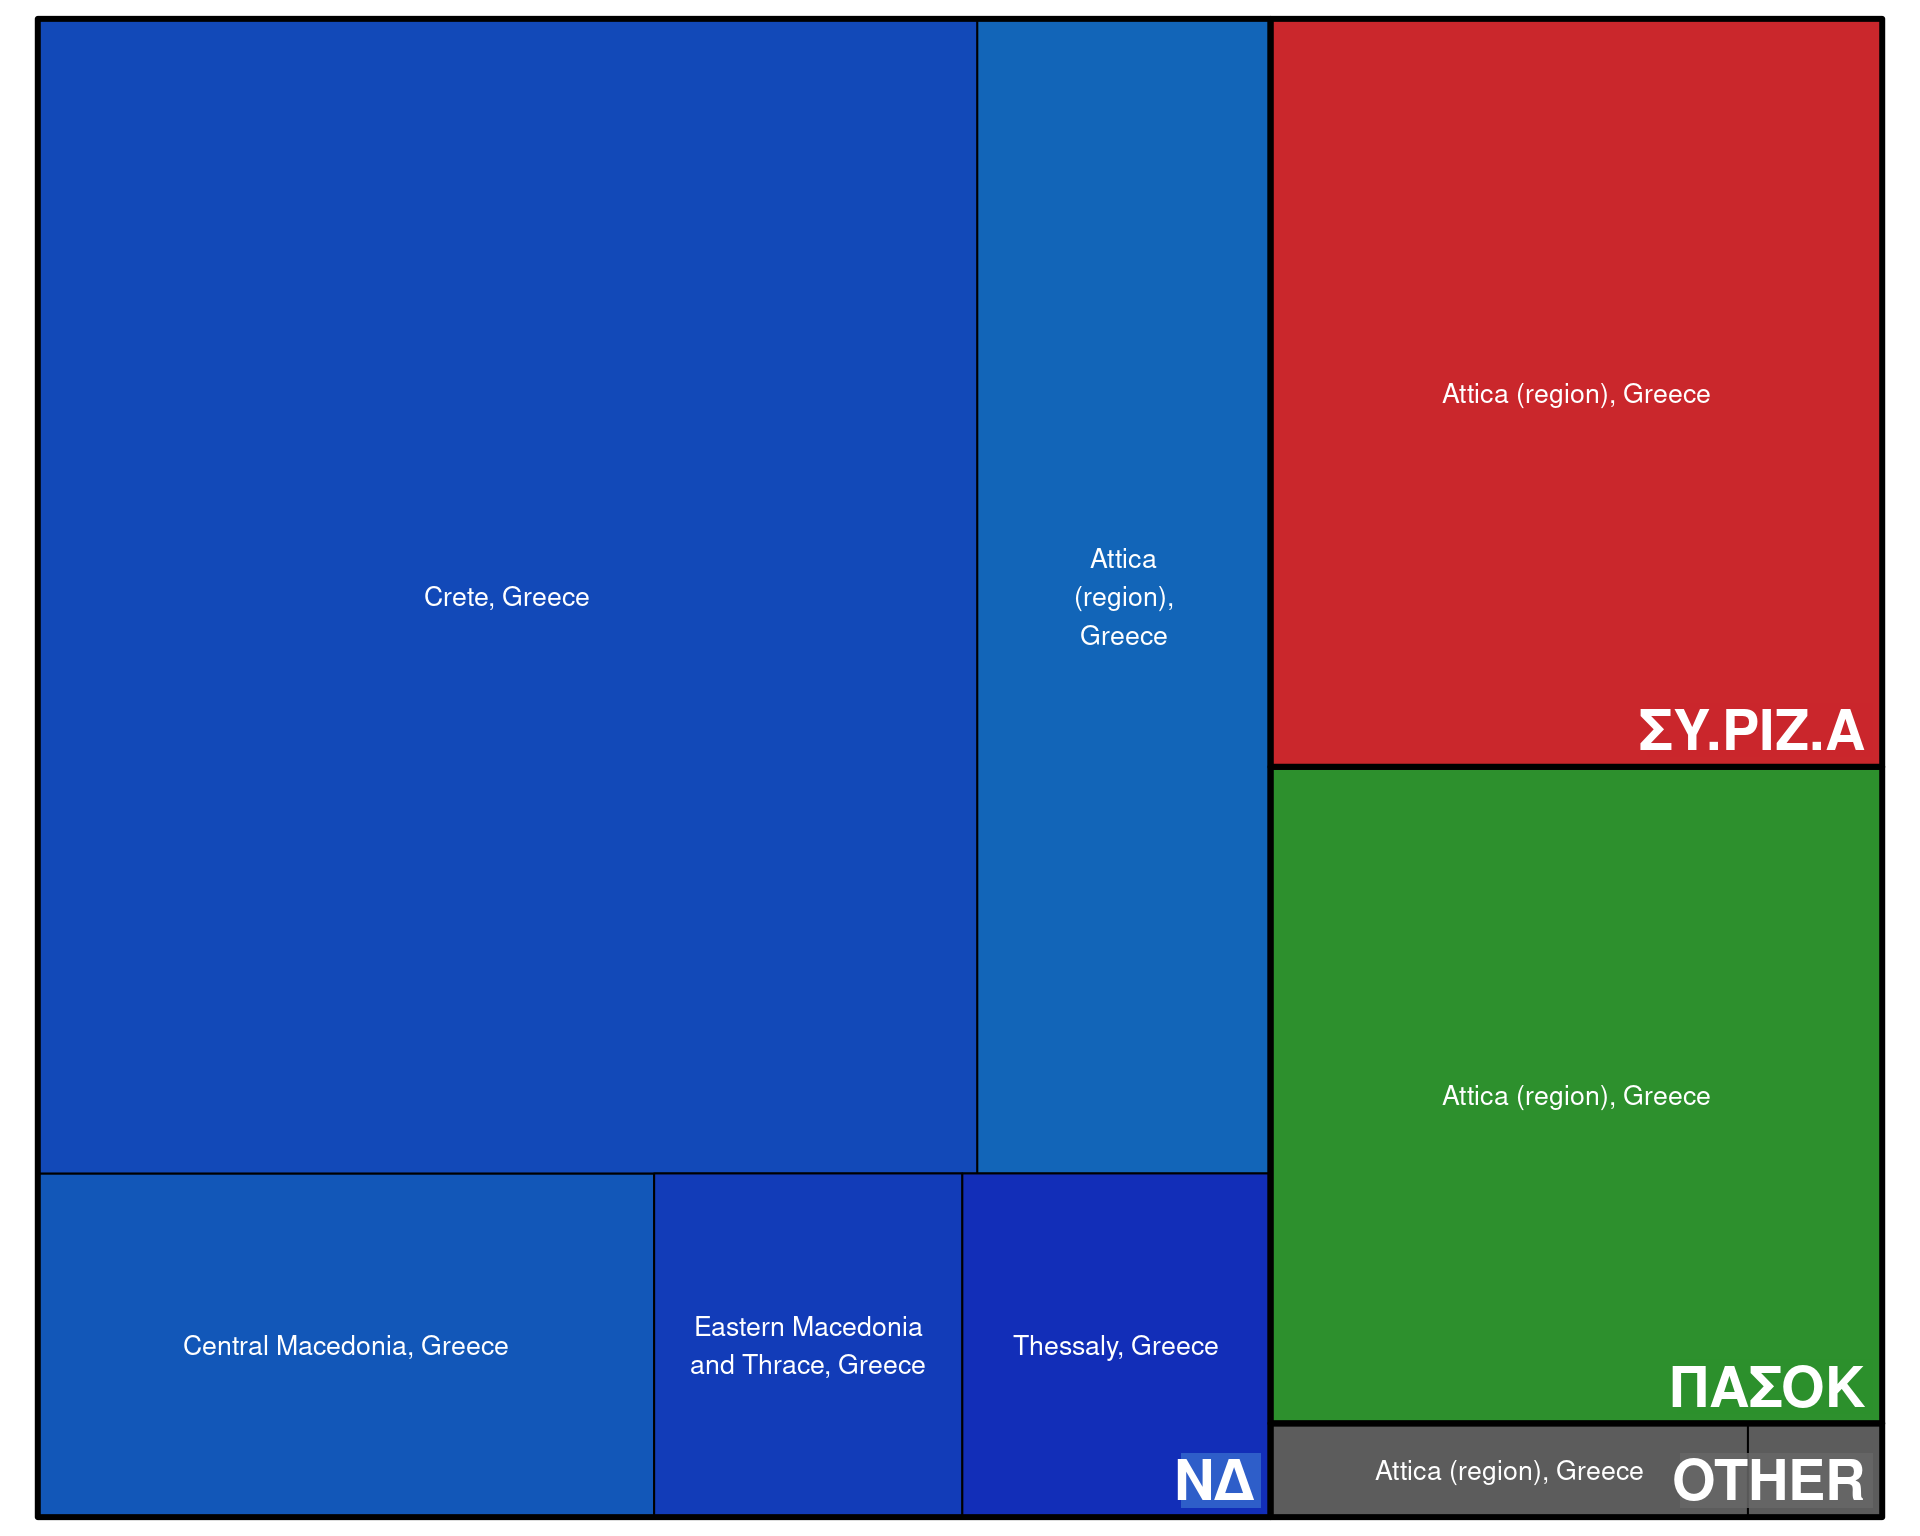 Crete, Greece
Attica
(region),
Greece
Central Macedonia, Greece
Eastern Macedonia
and Thrace, Greece
Thessaly, Greece
ΝΔ
Attica (region), Greece
ΣΥ.ΡΙΖ.Α
Attica (region), Greece
ΠΑΣΟΚ
Attica (region), Greece
OTHER